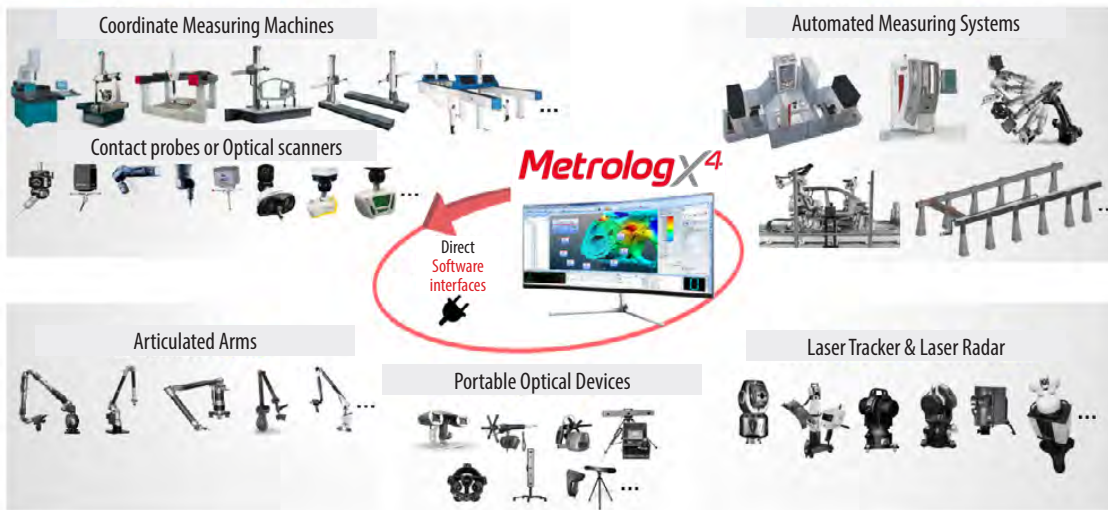 Coordinate Measuring Machines
Automated Measuring Systems
...
Contact probes or Optical scanners
...
MetrologX4
...
Direct
Software
interfaces
Articulated Arms
Laser Tracker & Laser Radar
Portable Optical Devices
...
...
...